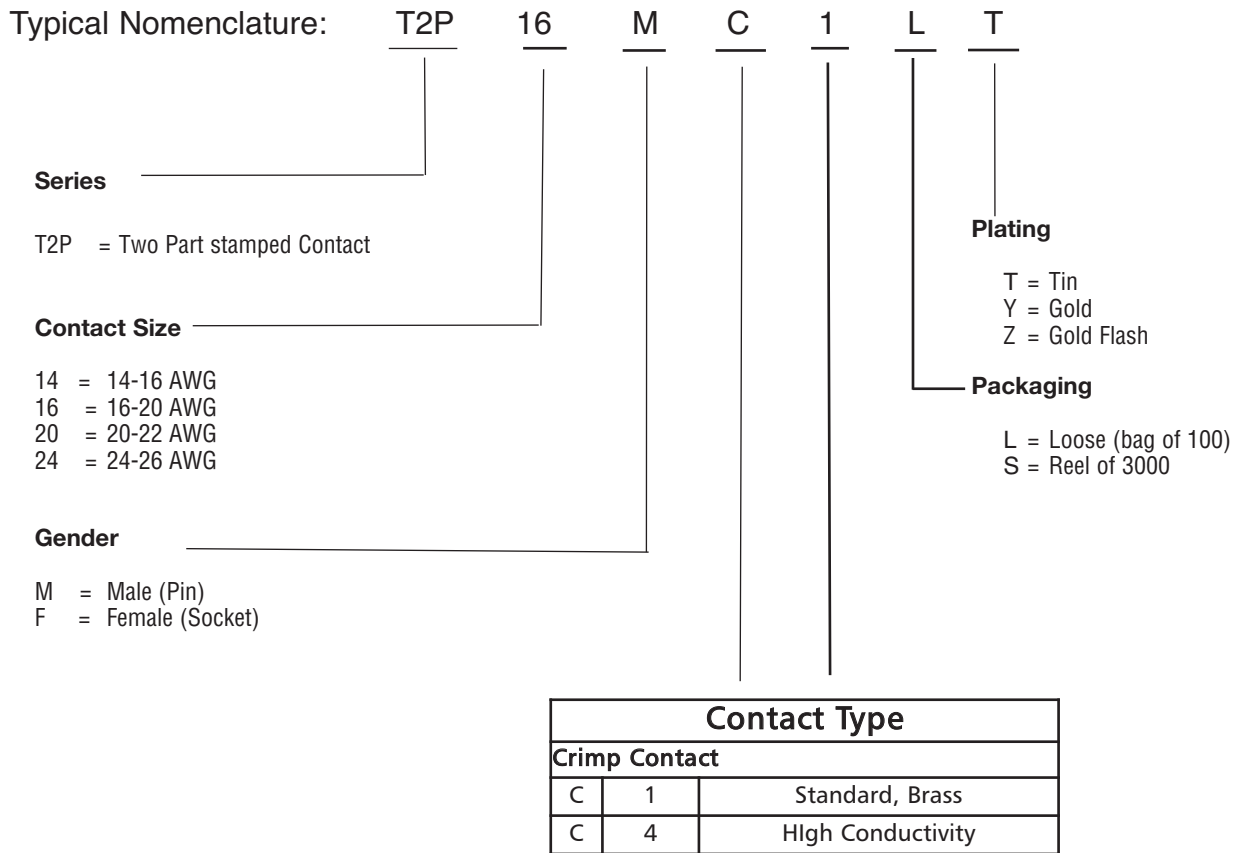 Typical Nomenclature: T2P 16 M C 1 L T
Series
T2P = Two Part stamped Contact
Contact Size
14 = 14-16 AWG
16 = 16-20 AWG
20 = 20-22 AWG
24 = 24-26 AWG
Gender
M = Male (Pin)
F = Female (Socket)
Plating
T = Tin
Y = Gold
Z = Gold Flash
Packaging
L = Loose (bag of 100)
S = Reel of 3000
Contact Type
Crimp Contact
C 1 Standard, Brass
C 4 HIgh Conductivity